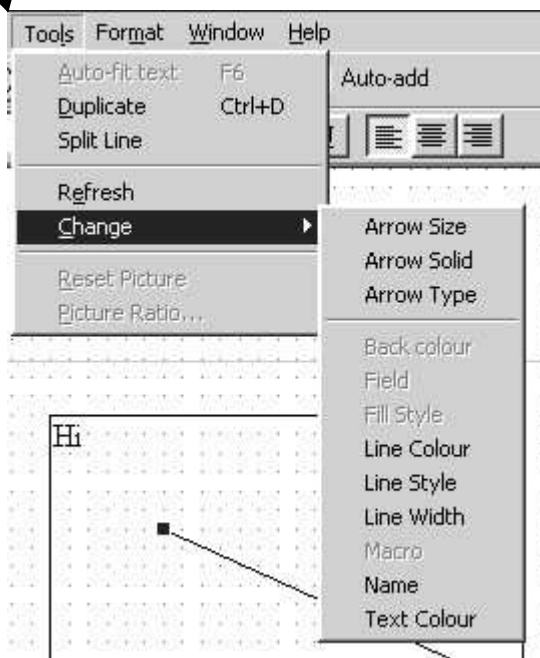 Tools Format Window Help
Auto-fit text F6
Duplicate Ctrl+D
Split Line
Refresh
Change
Reset Picture
Picture Ratio...
Auto-add
Arrow Size
Arrow Solid
Arrow Type
Back colour
Field
Fill Style
Line Colour
Line Style
Line Width
Macro
Name
Text Colour
Hi